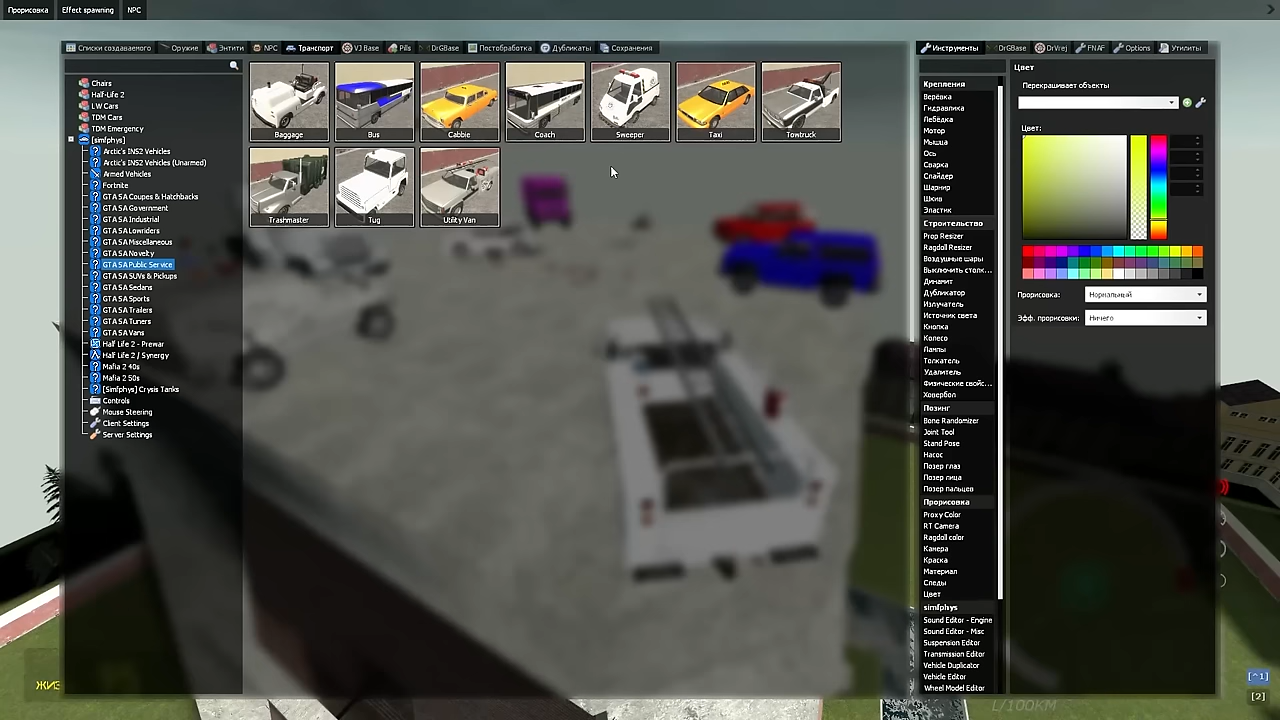 Прорисовка Effect spawning NPC
Списки создаваемого Оружие Энтити NPC Транспорт VJ Base Pills DrGBase Постобработка Дубликаты Сохранения
Chairs
Half-Life 2
LW Cars
TDM Cars
TDM Emergency
[simfphys]
Arctic's INS2 Vehicles
Arctic's INS2 Vehicles (Unarmed)
Armed Vehicles
Fortnite
GTA SA Coupes & Hatchbacks
GTA SA Government
GTA SA Industrial
GTA SA Lowriders
GTA SA Miscellaneous
GTA SA Novelty
GTA SA Public Service
GTA SA SUVs & Pickups
GTA SA Sedans
GTA SA Sports
GTA SA Trailers
GTA SA Tuners
GTA SA Vans
Half Life 2 - Prewar
Half Life 2 / Synergy
Mafia 2 40s
Mafia 2 50s
[Simfphys] Crysis Tanks
Controls
Mouse Steering
Client Settings
Server Settings
Baggage Bus Cabbie Coach Sweeper Taxi Towtruck
Trashmaster Tug Utility Van
Инструменты DrGBase DrVrej FNAF Options Утилиты
Крепления
Верёвка
Гидравлика
Лебёдка
Мотор
Мышца
Ось
Сварка
Слайдер
Шарнир
Шкив
Эластик
Строительство
Prop Resizer
Ragdoll Resizer
Воздушные шары
Выключить столк...
Динамит
Дубликатор
Излучатель
Источник света
Кнопка
Колесо
Лампы
Толкатель
Удалитель
Физические свойс...
Ховербол
Позинг
Bone Randomizer
Joint Tool
Stand Pose
Насос
Позер глаз
Позер лица
Позер пальцев
Прорисовка
Proxy Color
RT Camera
Ragdoll color
Камера
Краска
Материал
Следы
Цвет
simfphys
Sound Editor - Engine
Sound Editor - Misc
Suspension Editor
Transmission Editor
Vehicle Duplicator
Vehicle Editor
Wheel Model Editor
Цвет
Перекрашивает объекты
Цвет:
Прорисовка: Нормальный
Эфф. прорисовки: Ничего
[^1]
[2]
L/100KM